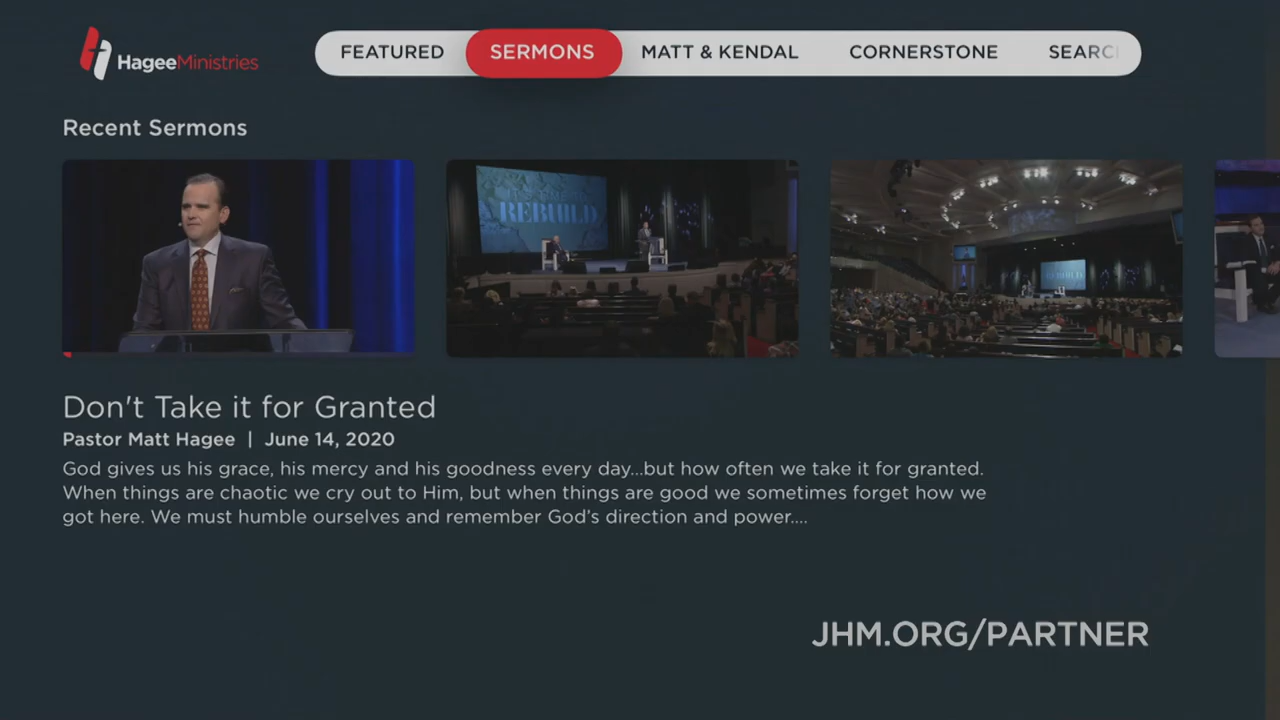 HageeMinistries
FEATURED
SERMONS
MATT & KENDAL
CORNERSTONE
SEARC
Recent Sermons
REBUILD
Don't Take it for Granted
Pastor Matt Hagee | June 14, 2020
God gives us his grace, his mercy and his goodness every day...but how often we take it for granted.
When things are chaotic we cry out to Him, but when things are good we sometimes forget how we
got here. We must humble ourselves and remember God's direction and power....
JHM.ORG/PARTNER